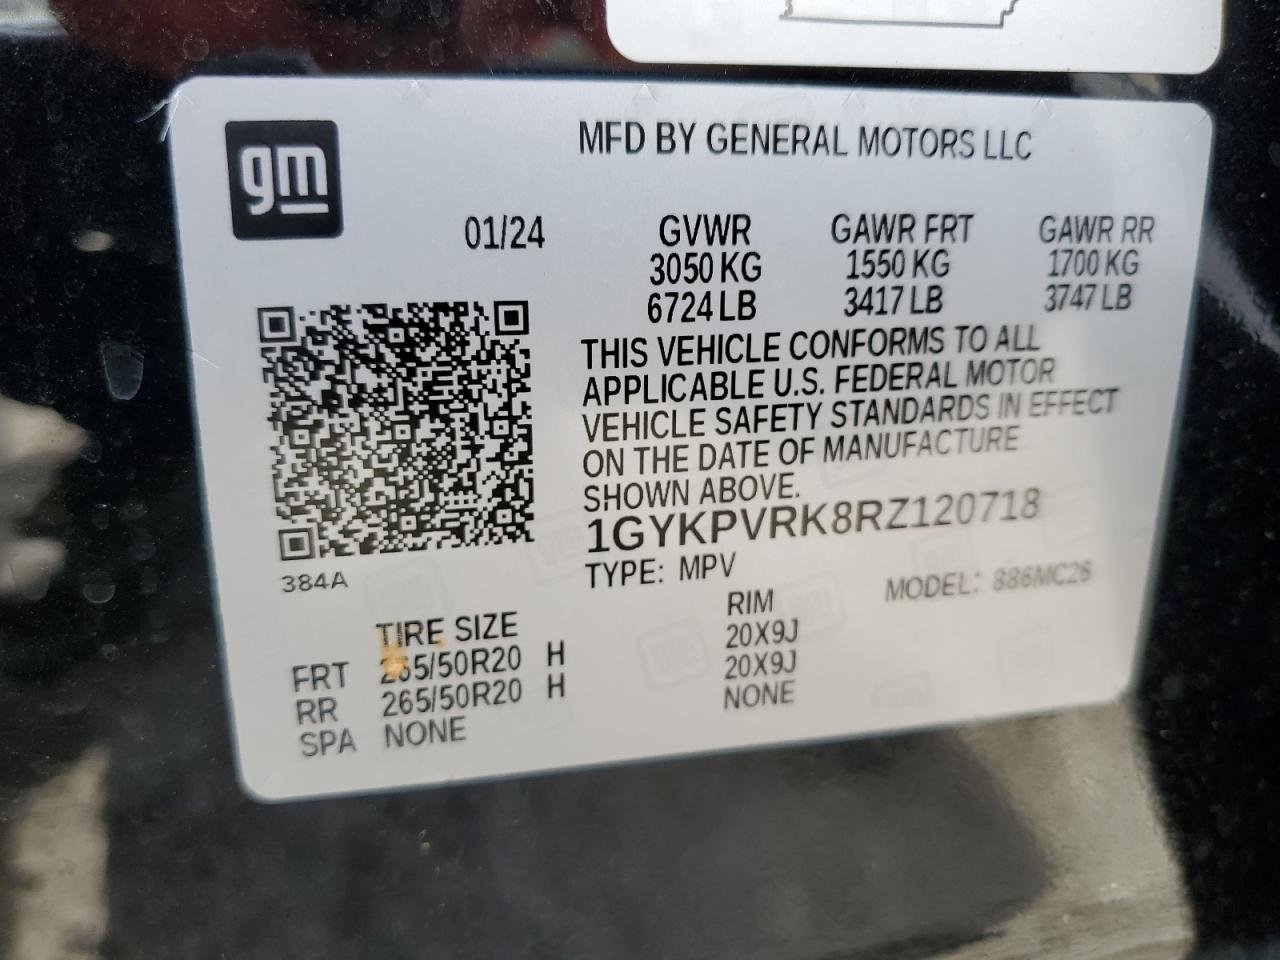 gm
MFD BY GENERAL MOTORS LLC
01/24 GVWR GAWR FRT GAWR RR
3050 KG 1550 KG 1700 KG
6724 LB 3417 LB 3747 LB
THIS VEHICLE CONFORMS TO ALL
APPLICABLE U.S. FEDERAL MOTOR
VEHICLE SAFETY STANDARDS IN EFFECT
ON THE DATE OF MANUFACTURE
SHOWN ABOVE.
1GYKPVRK8RZ120718
384A
TYPE: MPV MODEL: 886MC26
TIRE SIZE RIM
FRT 265/50R20 H 20X9J
RR 265/50R20 H 20X9J
SPA NONE NONE